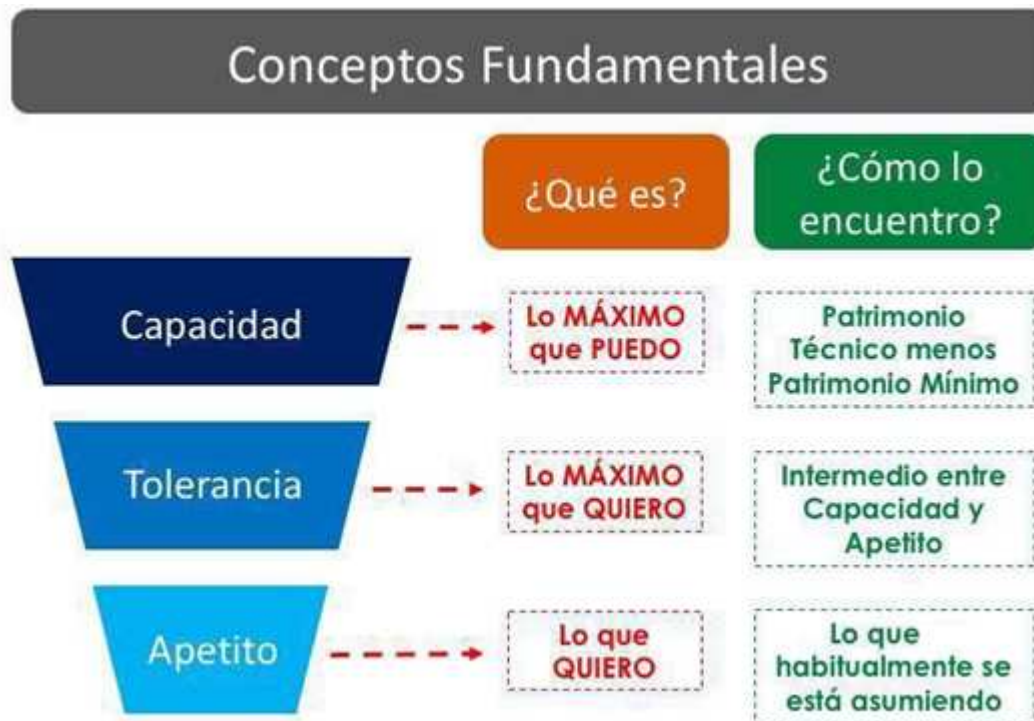 Conceptos Fundamentales
¿Qué es?
¿Cómo lo
encuentro?
Capacidad
Lo MÁXIMO
que PUEDO
Patrimonio
Técnico menos
Patrimonio Mínimo
Tolerancia
Lo MÁXIMO
que QUIERO
Intermedio entre
Capacidad y
Apetito
Apetito
Lo que
QUIERO
Lo que
habitualmente se
está asumiendo